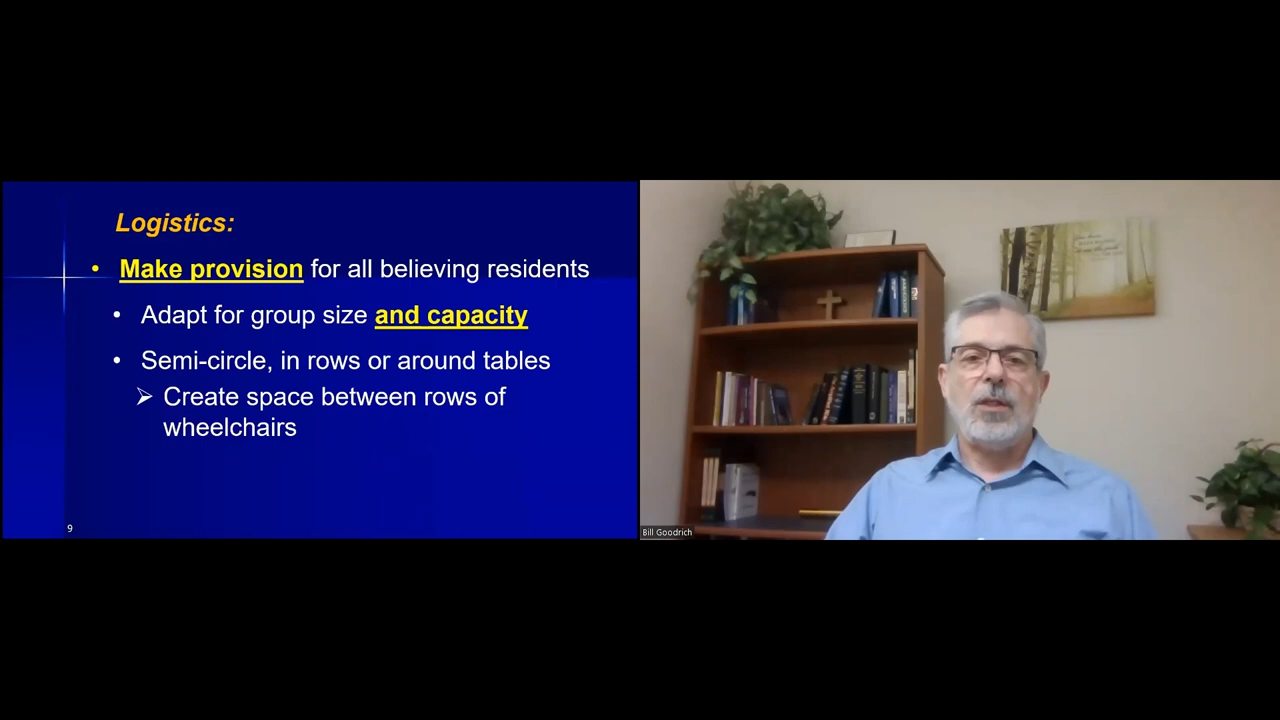 Logistics:
• Make provision for all believing residents
• Adapt for group size and capacity
• Semi-circle, in rows or around tables
➢ Create space between rows of
wheelchairs
9
Bill Goodrich